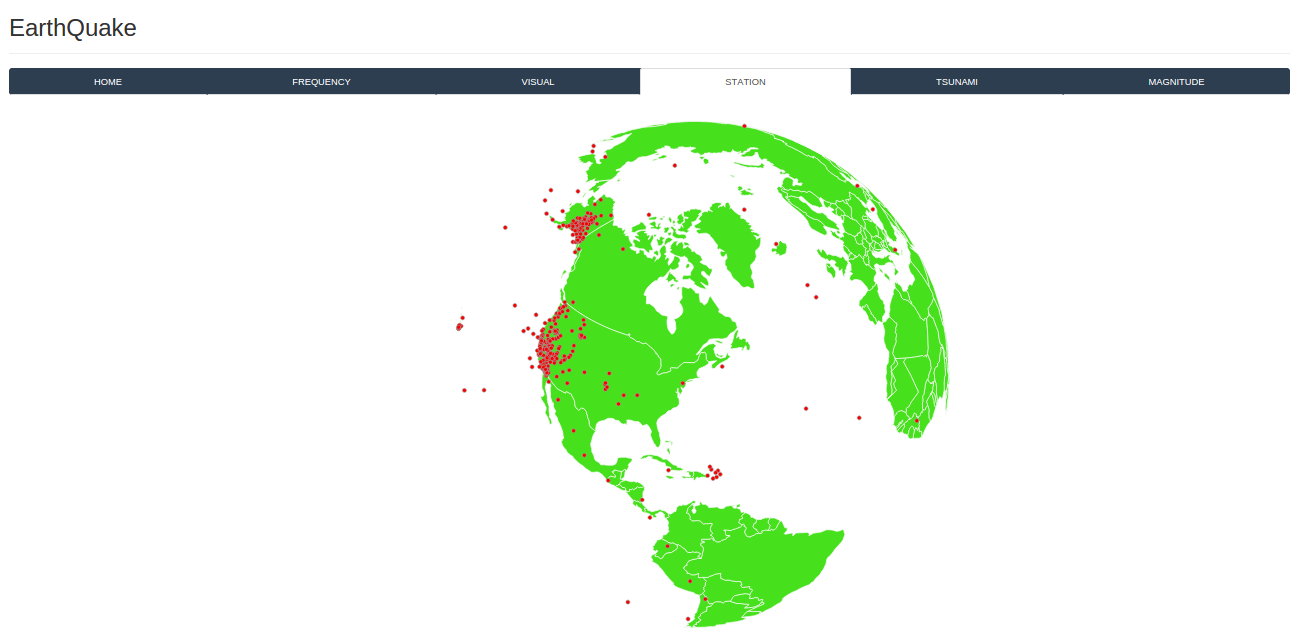 EarthQuake
HOME FREQUENCY VISUAL STATION TSUNAMI MAGNITUDE